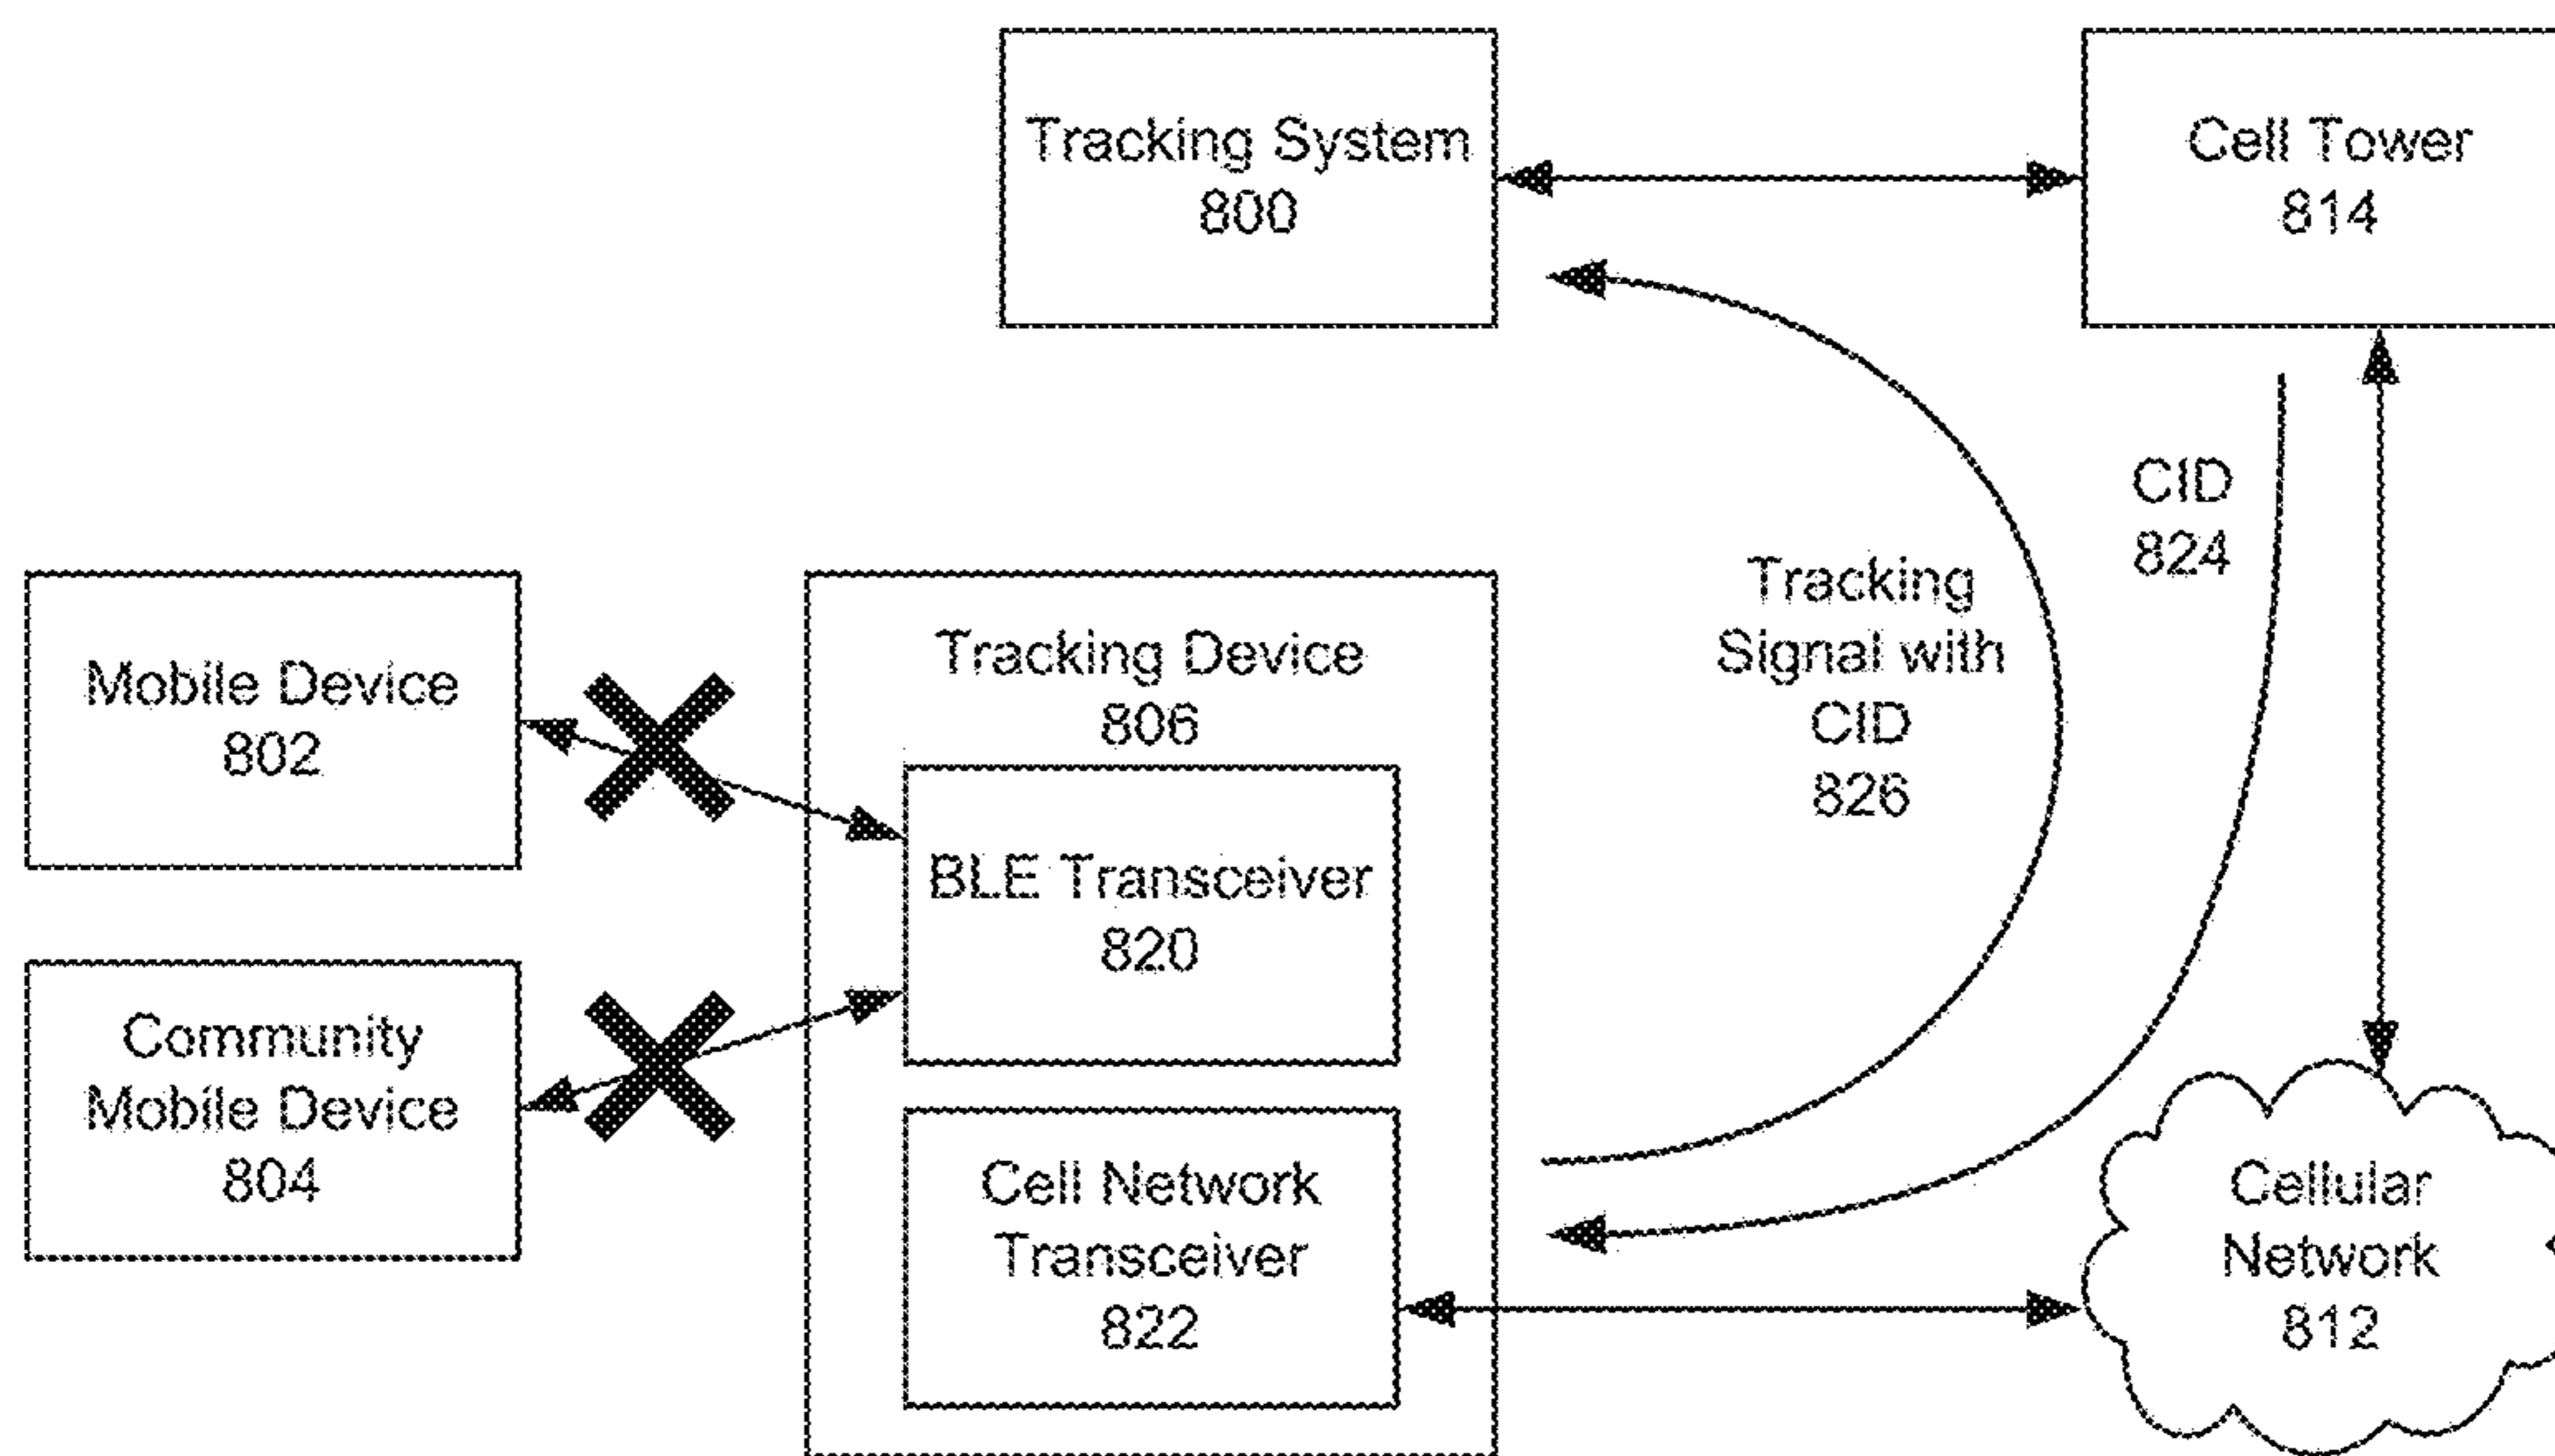 Tracking System
800
Cell Tower
814
CID
824
Tracking
Signal with
CID
826
Mobile Device
802
Tracking Device
806
BLE Transceiver
820
Community
Mobile Device
804
Cell Network
Transceiver
822
Cellular
Network
812